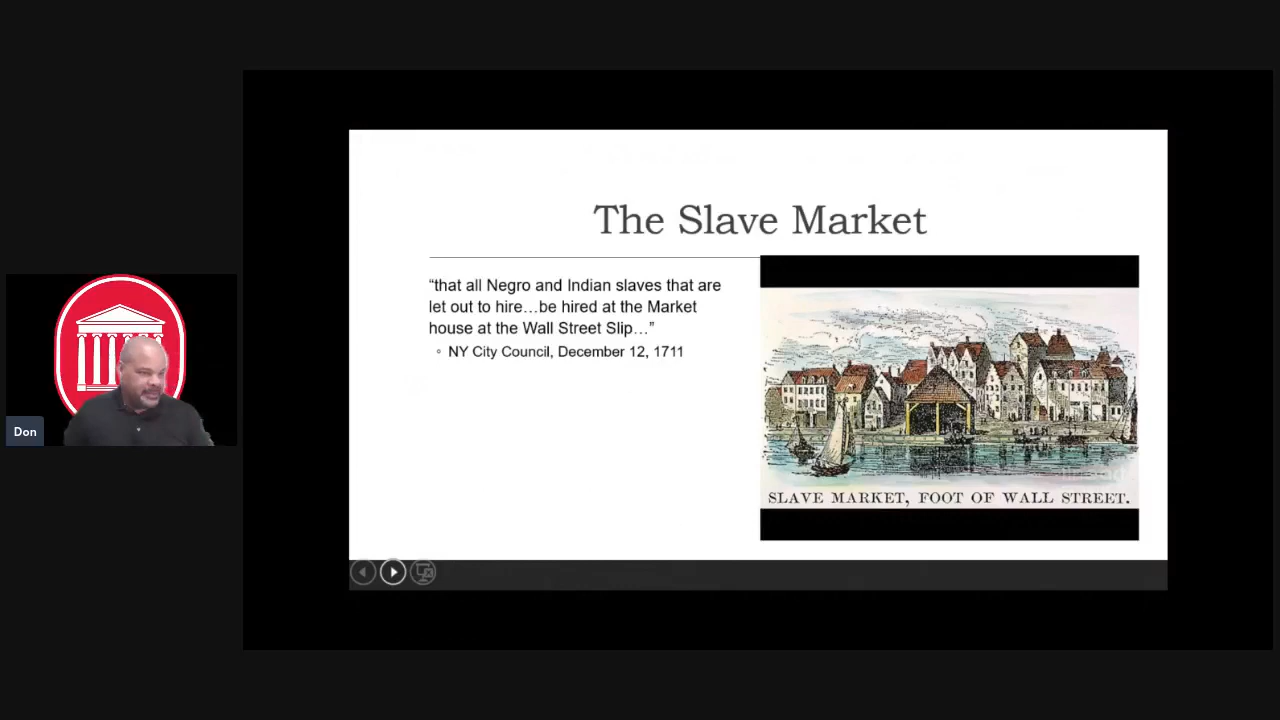 The Slave Market
“that all Negro and Indian slaves that are
let out to hire…be hired at the Market
house at the Wall Street Slip…”
◦ NY City Council, December 12, 1711
SLAVE MARKET, FOOT OF WALL STREET.
Don